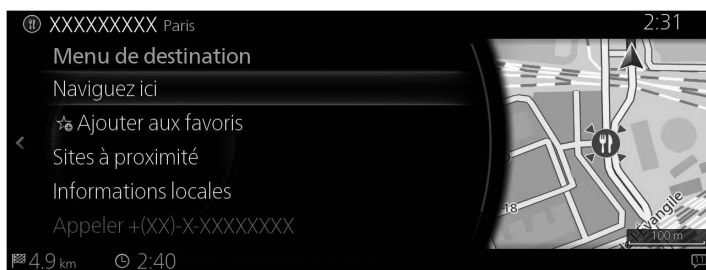 XXXXXXXXX Paris 2:31
Menu de destination
Naviguez ici
Ajouter aux favoris
Sites à proximité
Informations locales
Appeler +(XX)-X-XXXXXXXX
18
l'Évangile
100 m
4.9 km 2:40